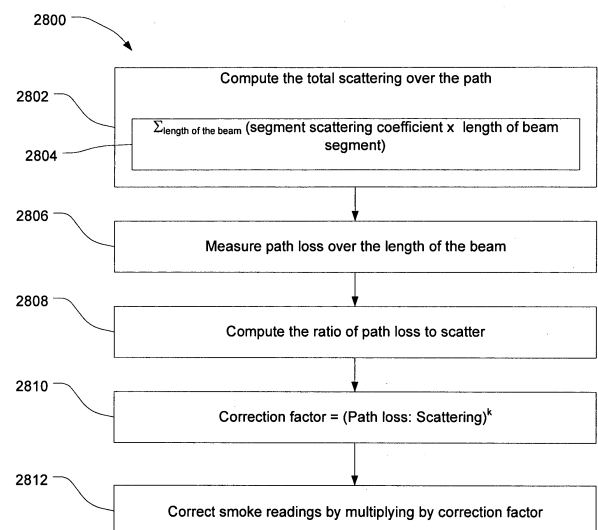 2800
Compute the total scattering over the path
2802
Σlength of the beam (segment scattering coefficient x length of beam
segment)
2804
2806
Measure path loss over the length of the beam
2808
Compute the ratio of path loss to scatter
2810
Correction factor = (Path loss: Scattering)k
2812
Correct smoke readings by multiplying by correction factor